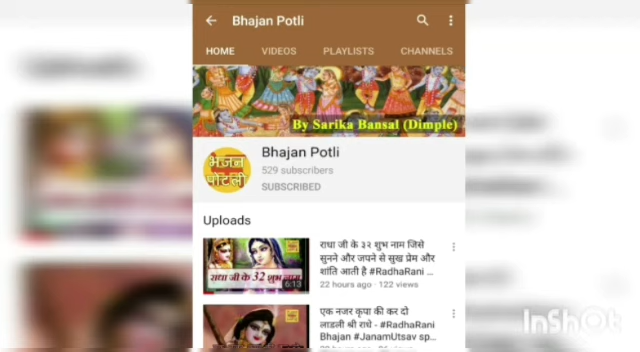 Bhajan Potli
HOME VIDEOS PLAYLISTS CHANNELS
By Sarika Bansal (Dimple)
भजन
पोटली
Bhajan Potli
529 subscribers
SUBSCRIBED
Uploads
राधा जी के 32 शुभ नाम
6:13
राधा जी के ३२ शुभ नाम जिसे
सुनने और जपने से सुख प्रेम और
शांति आती है #RadhaRani ...
22 hours ago · 122 views
एक नजर कृपा की कर दो
लाडली श्री राधे - #RadhaRani
Bhajan #JanamUtsav sp...
InShOt